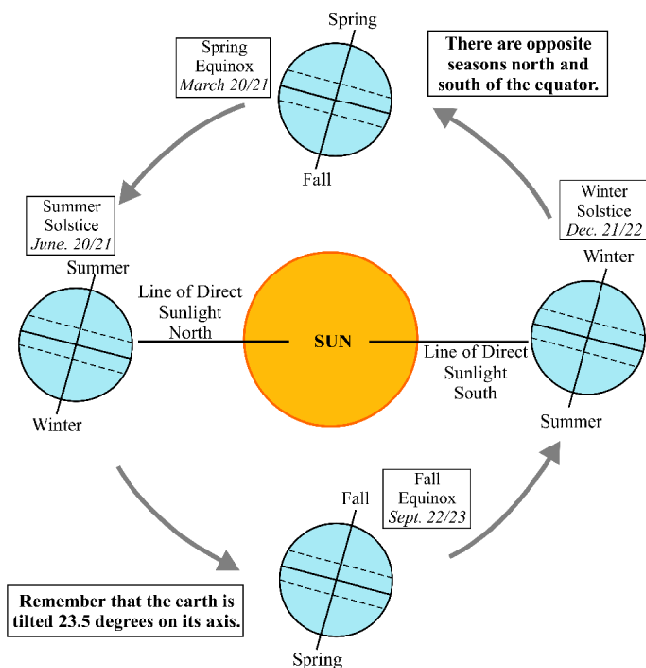 Spring
Spring
Equinox
March 20/21
There are opposite
seasons north and
south of the equator.
Fall
Summer
Solstice
June. 20/21
Winter
Solstice
Dec. 21/22
Summer
Winter
Line of Direct
Sunlight
North
SUN
Line of Direct
Sunlight
South
Winter
Summer
Fall
Fall
Equinox
Sept. 22/23
Remember that the earth is
tilted 23.5 degrees on its axis.
Spring